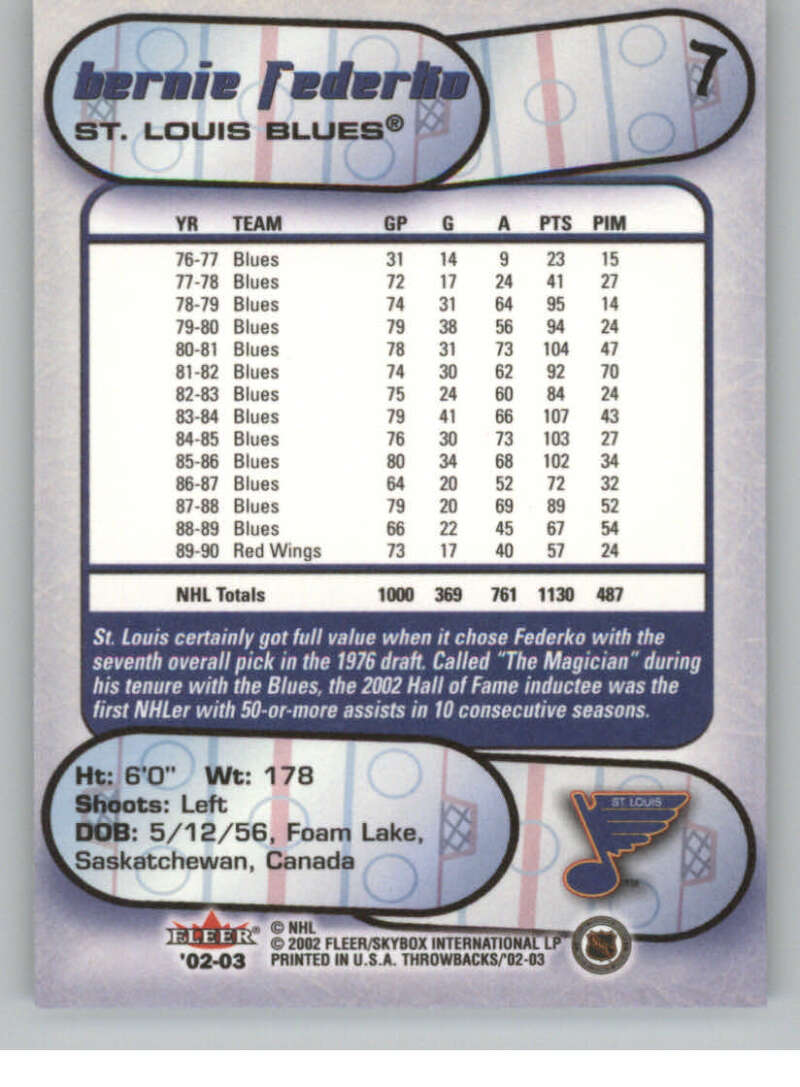 bernie Federko
7
ST. LOUIS BLUES®
YR TEAM GP G A PTS PIM
76-77 Blues 31 14 9 23 15
77-78 Blues 72 17 24 41 27
78-79 Blues 74 31 64 95 14
79-80 Blues 79 38 56 94 24
80-81 Blues 78 31 73 104 47
81-82 Blues 74 30 62 92 70
82-83 Blues 75 24 60 84 24
83-84 Blues 79 41 66 107 43
84-85 Blues 76 30 73 103 27
85-86 Blues 80 34 68 102 34
86-87 Blues 64 20 52 72 32
87-88 Blues 79 20 69 89 52
88-89 Blues 66 22 45 67 54
89-90 Red Wings 73 17 40 57 24
NHL Totals 1000 369 761 1130 487
St. Louis certainly got full value when it chose Federko with the
seventh overall pick in the 1976 draft. Called "The Magician" during
his tenure with the Blues, the 2002 Hall of Fame inductee was the
first NHLer with 50-or-more assists in 10 consecutive seasons.
Ht: 6'0" Wt: 178
Shoots: Left
DOB: 5/12/56, Foam Lake,
Saskatchewan, Canada
ST LOUIS
TM
FLEER®
'02-03
© NHL
© 2002 FLEER/SKYBOX INTERNATIONAL LP
PRINTED IN U.S.A. THROWBACKS/'02-03